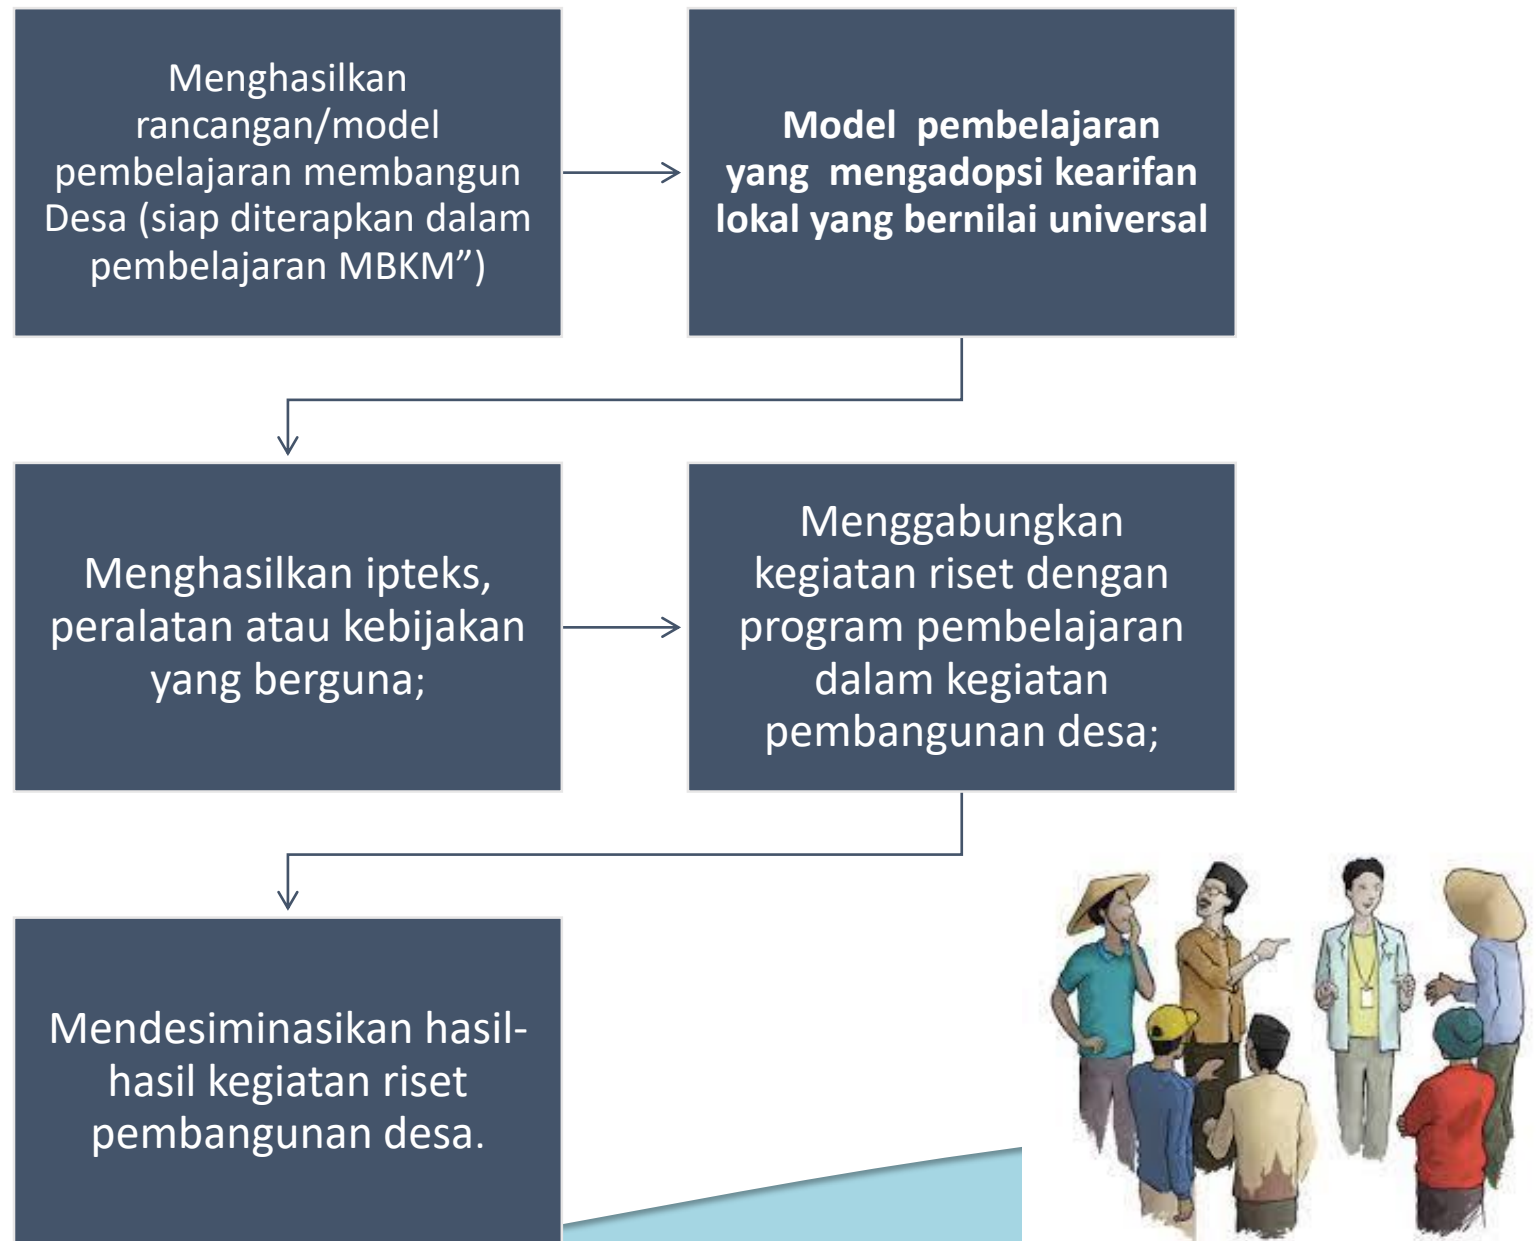 Menghasilkan
rancangan/model
pembelajaran membangun
Desa (siap diterapkan dalam
pembelajaran MBKM”)
Model  pembelajaran
yang  mengadopsi kearifan
lokal yang bernilai universal
Menghasilkan ipteks,
peralatan atau kebijakan
yang berguna;
Menggabungkan
kegiatan riset dengan
program pembelajaran
dalam kegiatan
pembangunan desa;
Mendesiminasikan hasil-
hasil kegiatan riset
pembangunan desa.